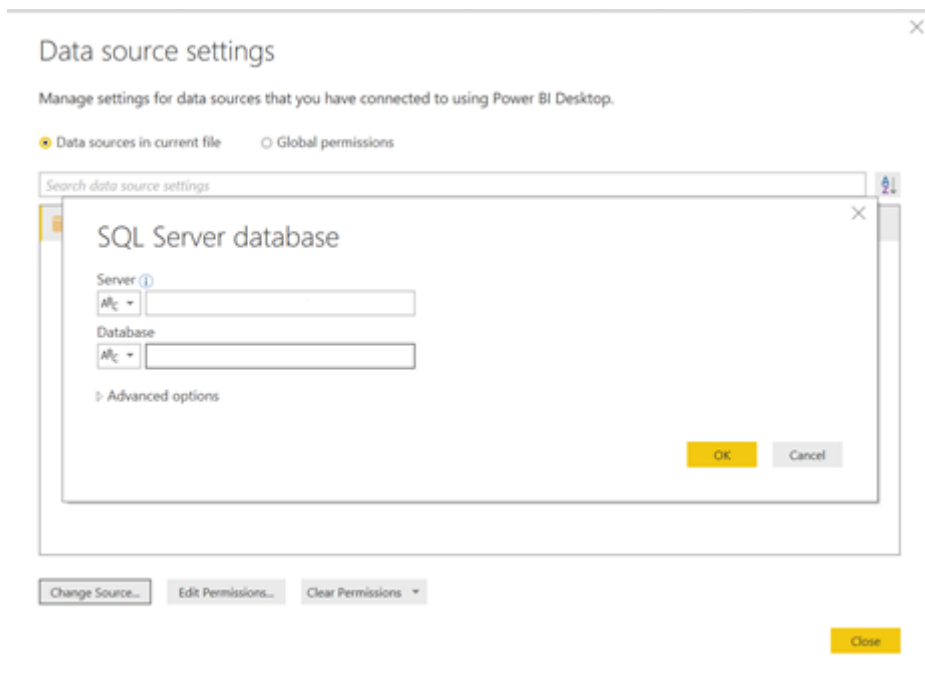 Data source settings
Manage settings for data sources that you have connected to using Power BI Desktop.
Data sources in current file Global permissions
Search data source settings
SQL Server database
Server
ABC
Database
ABC
Advanced options
OK Cancel
Change Source... Edit Permissions... Clear Permissions
Close